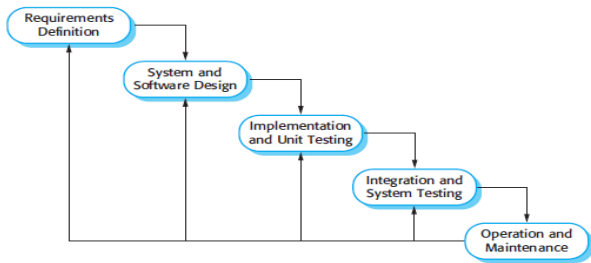 Requirements
Definition
System and
Software Design
Implementation
and Unit Testing
Integration and
System Testing
Operation and
Maintenance